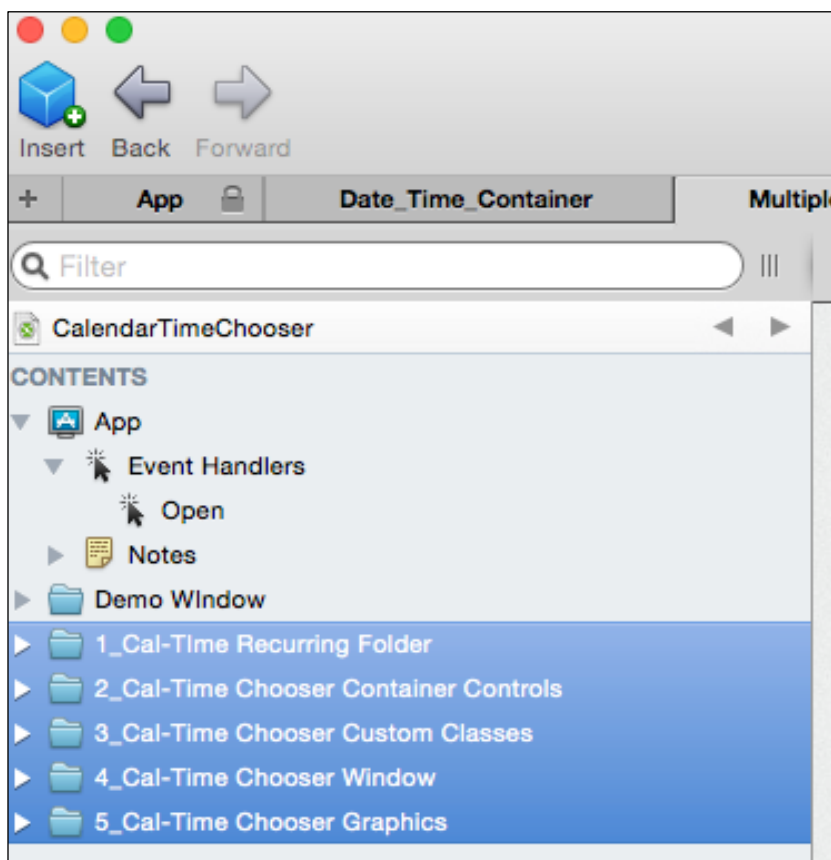 Insert Back Forward
+ App Date_Time_Container Multiple
Filter
CalendarTimeChooser
CONTENTS
App
Event Handlers
Open
Notes
Demo WIndow
1_Cal-TIme Recurring Folder
2_Cal-Time Chooser Container Controls
3_Cal-Time Chooser Custom Classes
4_Cal-Time Chooser Window
5_Cal-Time Chooser Graphics